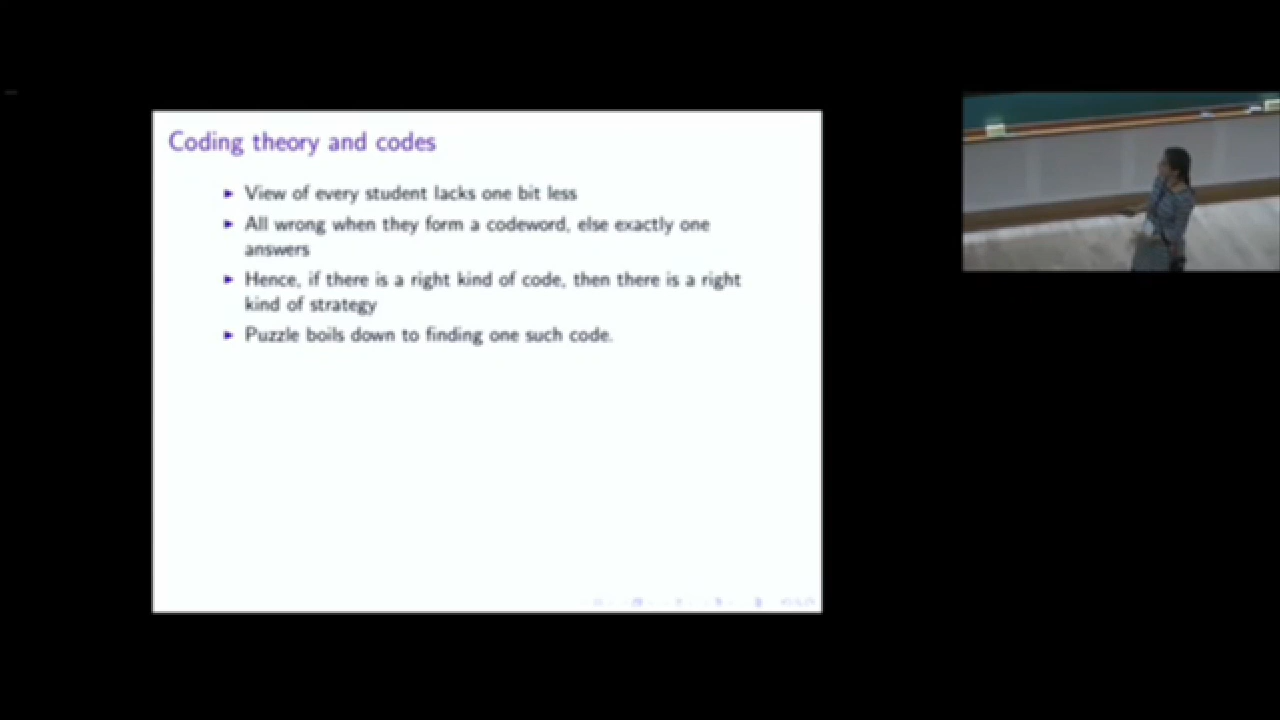 Coding theory and codes
View of every student lacks one bit less
All wrong when they form a codeword, else exactly one
answers
Hence, if there is a right kind of code, then there is a right
kind of strategy
Puzzle boils down to finding one such code.